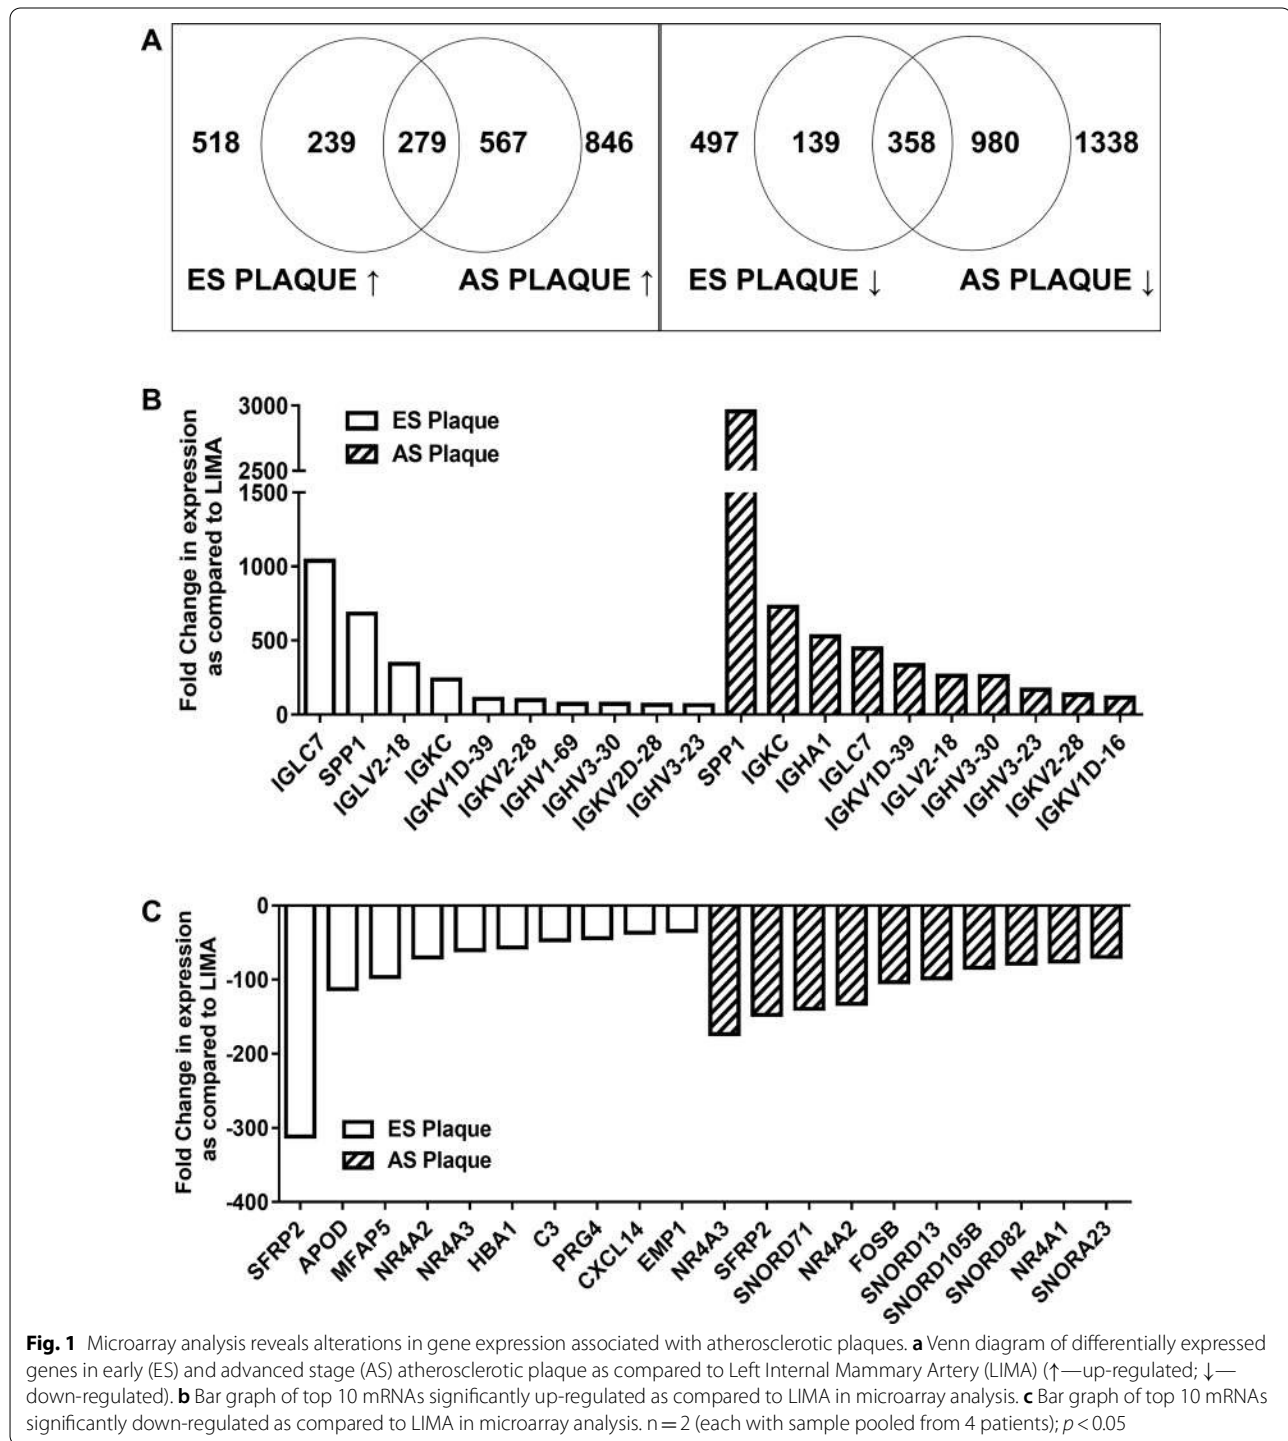 A
518 239 279 567 846
ES PLAQUE ↑ AS PLAQUE ↑
497 139 358 980 1338
ES PLAQUE ↓ AS PLAQUE ↓
B
Fold Change in expression
as compared to LIMA
3000
2500
1500
1000
500
0
ES Plaque
AS Plaque
IGLC7
SPP1
IGLV2-18
IGKC
IGKV1D-39
IGKV2-28
IGHV1-69
IGHV3-30
IGKV2D-28
IGHV3-23
SPP1
IGKC
IGHA1
IGLC7
IGKV1D-39
IGLV2-18
IGHV3-30
IGHV3-23
IGKV2-28
IGKV1D-16
C
Fold Change in expression
as compared to LIMA
0
-100
-200
-300
-400
ES Plaque
AS Plaque
SFRP2
APOD
MFAP5
NR4A2
NR4A3
HBA1
C3
PRG4
CXCL14
EMP1
NR4A3
SFRP2
SNORD71
NR4A2
FOSB
SNORD13
SNORD105B
SNORD82
NR4A1
SNORA23
Fig. 1 Microarray analysis reveals alterations in gene expression associated with atherosclerotic plaques. a Venn diagram of differentially expressed
genes in early (ES) and advanced stage (AS) atherosclerotic plaque as compared to Left Internal Mammary Artery (LIMA) (↑—up-regulated; ↓—
down-regulated). b Bar graph of top 10 mRNAs significantly up-regulated as compared to LIMA in microarray analysis. c Bar graph of top 10 mRNAs
significantly down-regulated as compared to LIMA in microarray analysis. n = 2 (each with sample pooled from 4 patients); p < 0.05